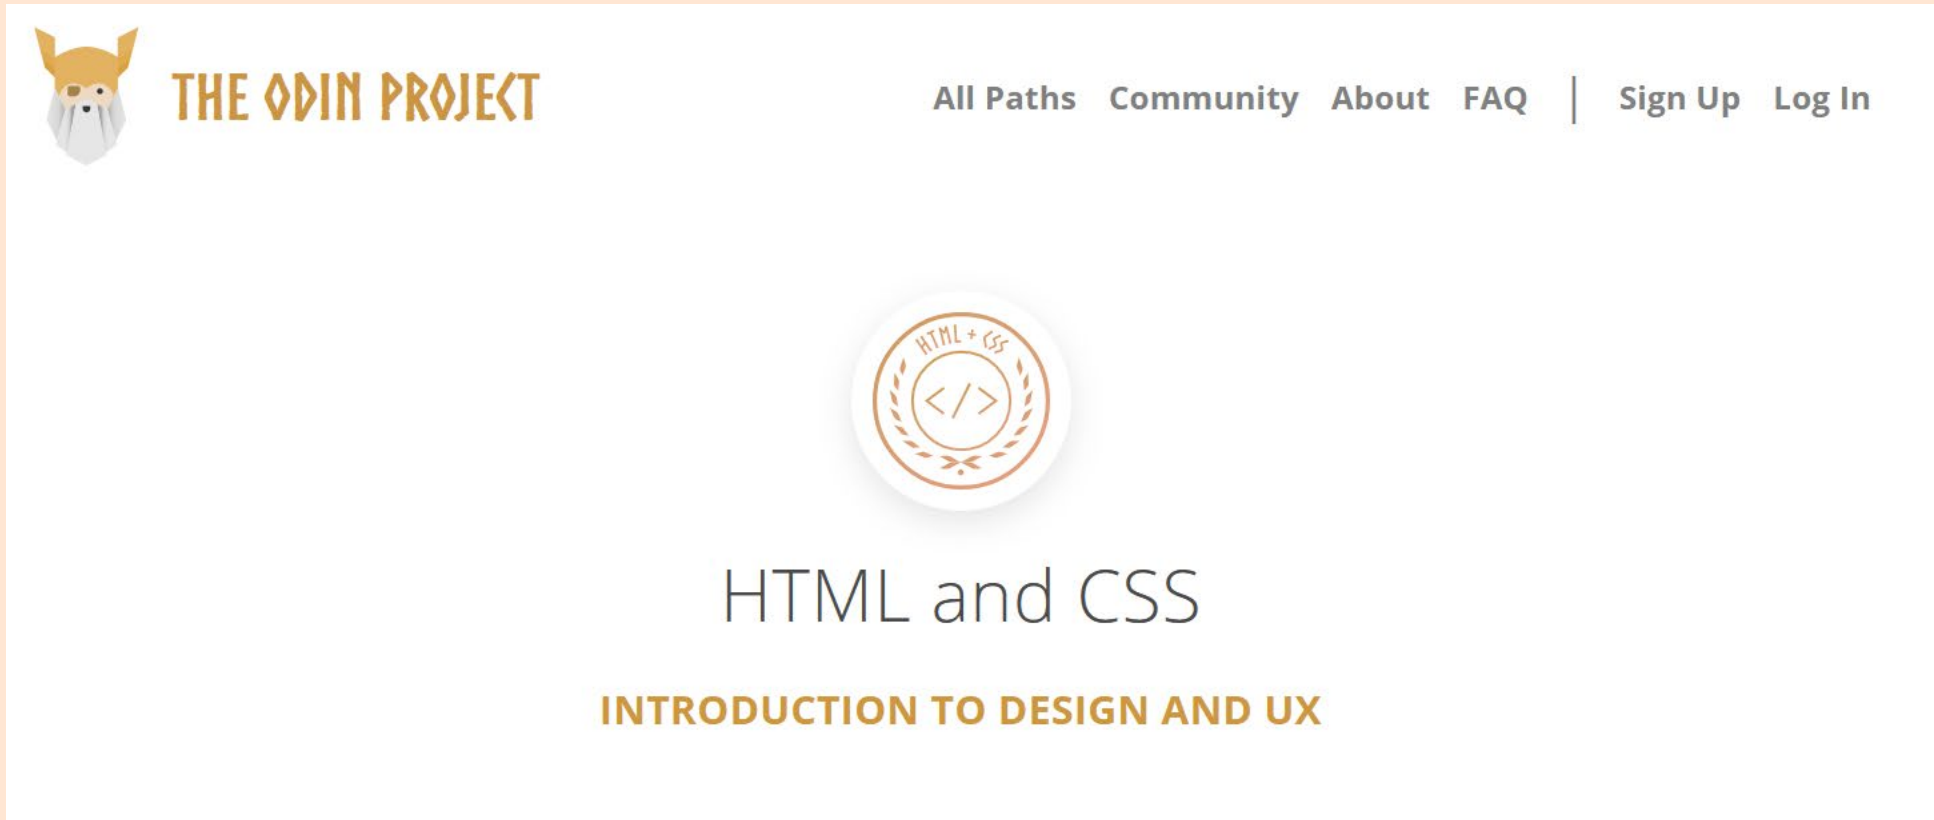 THE ODIN PROJECT
All Paths Community About FAQ | Sign Up Log In
HTML + CSS
</>
HTML and CSS
INTRODUCTION TO DESIGN AND UX